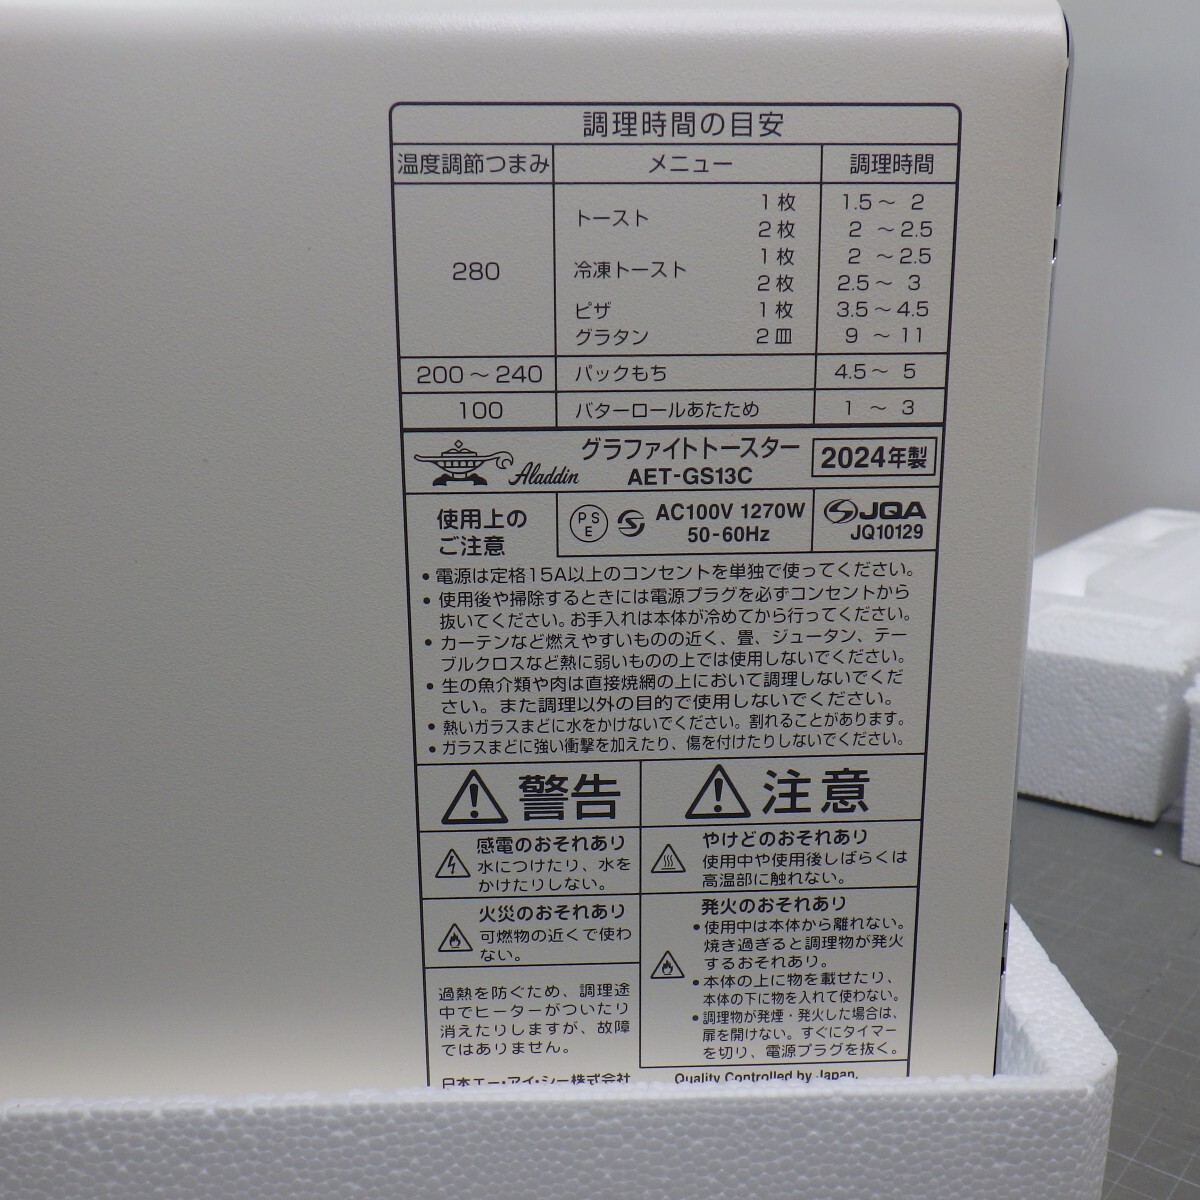 調理時間の目安
温度調節つまみ メニュー 調理時間
280
トースト 1枚 1.5～ 2
2枚 2 ～2.5
冷凍トースト 1枚 2 ～2.5
2枚 2.5～ 3
ピザ 1枚 3.5～4.5
グラタン 2皿 9 ～ 11
200～240 パックもち 4.5～ 5
100 バターロールあたため 1 ～ 3
Aladdin
グラファイトトースター
AET-GS13C
2024年製
使用上の
ご注意
PS
E
AC100V 1270W
50-60Hz
JQA
JQ10129
•電源は定格15A以上のコンセントを単独で使ってください。
•使用後や掃除するときには電源プラグを必ずコンセントから
抜いてください。お手入れは本体が冷めてから行ってください。
•カーテンなど燃えやすいものの近く、畳、ジュータン、テー
ブルクロスなど熱に弱いものの上では使用しないでください。
•生の魚介類や肉は直接焼網の上において調理しないでくだ
さい。また調理以外の目的で使用しないでください。
•熱いガラスまどに水をかけないでください。割れることがあります。
•ガラスまどに強い衝撃を加えたり、傷を付けたりしないでください。
警告
感電のおそれあり
水につけたり、水を
かけたりしない。
火災のおそれあり
可燃物の近くで使わ
ない。
過熱を防ぐため、調理途
中でヒーターがついたり
消えたりしますが、故障
ではありません。
注意
やけどのおそれあり
使用中や使用後しばらくは
高温部に触れない。
発火のおそれあり
•使用中は本体から離れない。
焼き過ぎると調理物が発火
するおそれあり。
•本体の上に物を載せたり、
本体の下に物を入れて使わない。
•調理物が発煙・発火した場合は、
扉を開けない。すぐにタイマー
を切り、電源プラグを抜く。
日本エー・アイ・シー株式会社
Quality Controlled by Japan.